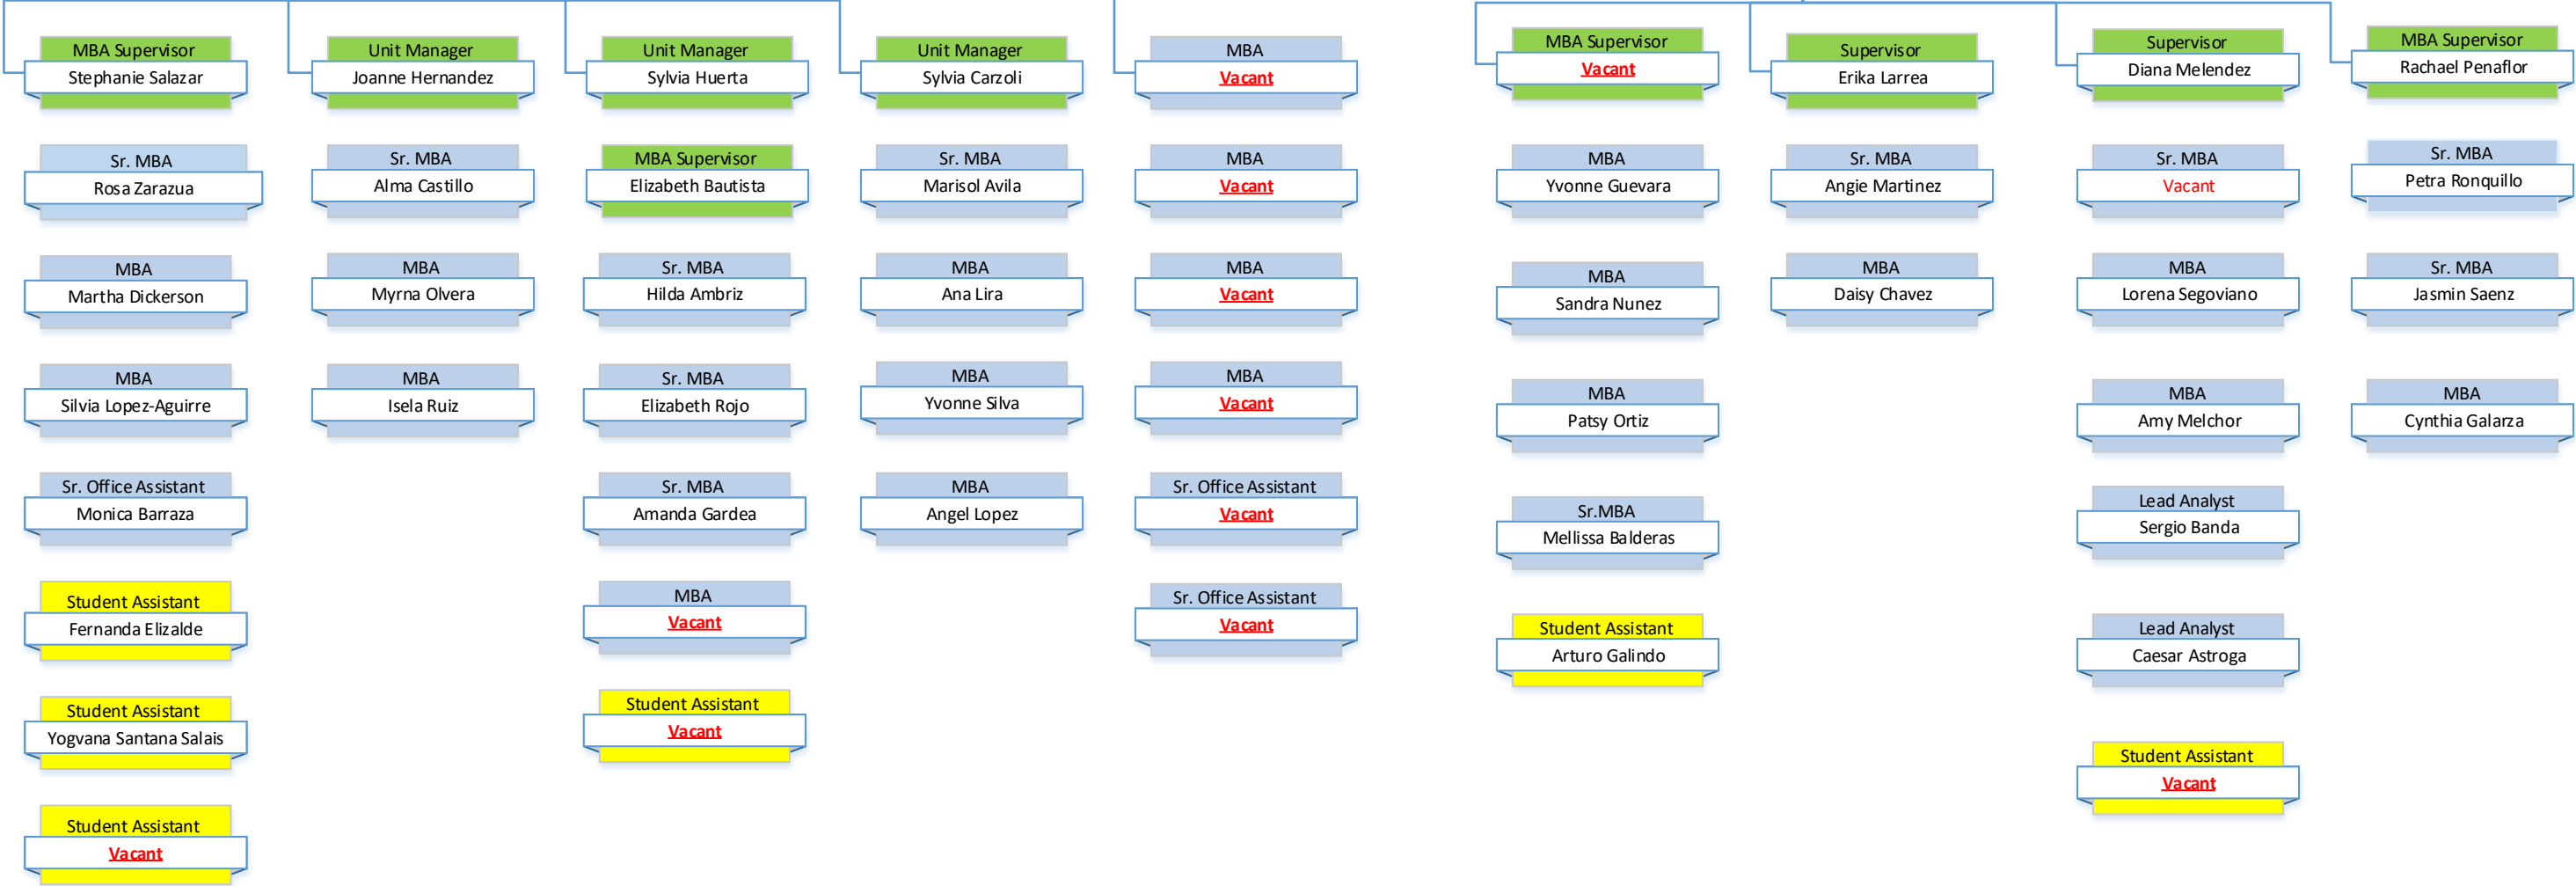 MBA Supervisor
Stephanie Salazar
Sr. MBA
Rosa Zarazua
MBA
Martha Dickerson
MBA
Silvia Lopez-Aguirre
Sr. Office Assistant
Monica Barraza
Student Assistant
Fernanda Elizalde
Student Assistant
Yogvana Santana Salais
Student Assistant
Vacant
Unit Manager
Joanne Hernandez
Sr. MBA
Alma Castillo
MBA
Myrna Olvera
MBA
Isela Ruiz
Unit Manager
Sylvia Huerta
MBA Supervisor
Elizabeth Bautista
Sr. MBA
Hilda Ambriz
Sr. MBA
Elizabeth Rojo
Sr. MBA
Amanda Gardea
MBA
Vacant
Student Assistant
Vacant
Unit Manager
Sylvia Carzoli
Sr. MBA
Marisol Avila
MBA
Ana Lira
MBA
Yvonne Silva
MBA
Angel Lopez
MBA
Vacant
MBA
Vacant
MBA
Vacant
MBA
Vacant
Sr. Office Assistant
Vacant
Sr. Office Assistant
Vacant
MBA Supervisor
Vacant
MBA
Yvonne Guevara
MBA
Sandra Nunez
MBA
Patsy Ortiz
Sr.MBA
Mellissa Balderas
Student Assistant
Arturo Galindo
Supervisor
Erika Larrea
Sr. MBA
Angie Martinez
MBA
Daisy Chavez
Supervisor
Diana Melendez
Sr. MBA
Vacant
MBA
Lorena Segoviano
MBA
Amy Melchor
Lead Analyst
Sergio Banda
Lead Analyst
Caesar Astroga
Student Assistant
Vacant
MBA Supervisor
Rachael Penaflor
Sr. MBA
Petra Ronquillo
Sr. MBA
Jasmin Saenz
MBA
Cynthia Galarza